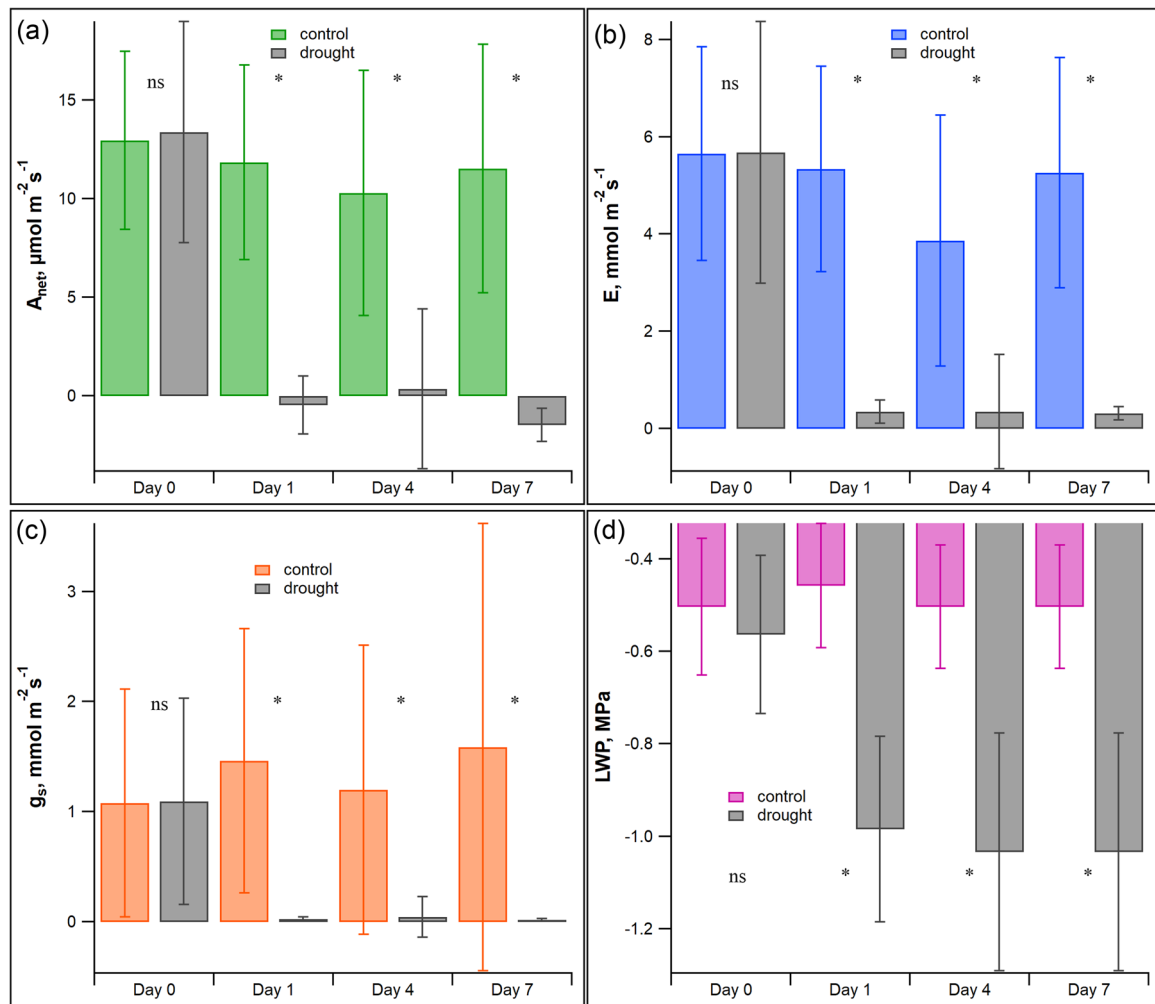 (a)
control
drought
ns * * *
15
10
5
0
A_net, µmol m⁻² s⁻¹
Day 0 Day 1 Day 4 Day 7
(b)
control
drought
ns * * *
8
6
4
2
0
E, mmol m⁻² s⁻¹
Day 0 Day 1 Day 4 Day 7
(c)
control
drought
ns * * *
3
2
1
0
g_s, mmol m⁻² s⁻¹
Day 0 Day 1 Day 4 Day 7
(d)
-0.4
-0.6
-0.8
-1.0
-1.2
LWP, MPa
control
drought
ns * * *
Day 0 Day 1 Day 4 Day 7